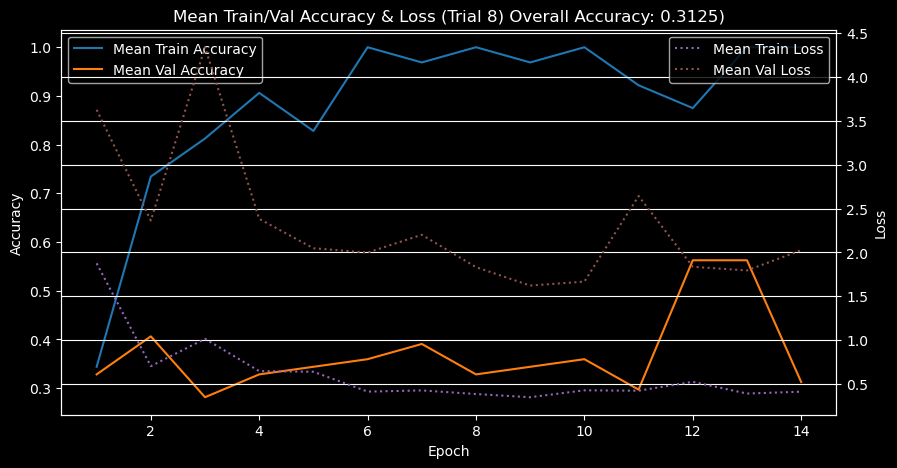 Mean Train/Val Accuracy & Loss (Trial 8) Overall Accuracy: 0.3125)
Mean Train Accuracy
Mean Val Accuracy
Mean Train Loss
Mean Val Loss
Accuracy
1.0
0.9
0.8
0.7
0.6
0.5
0.4
0.3
4.5
4.0
3.5
3.0
2.5
2.0
1.5
1.0
0.5
Loss
2 4 6 8 10 12 14
Epoch